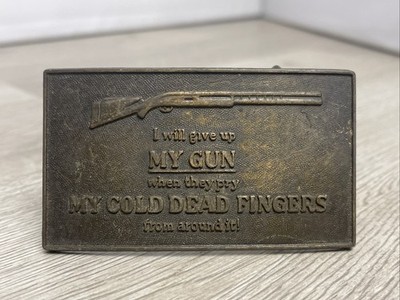 I will give up
MY GUN
when they pry
MY COLD DEAD FINGERS
from around it!